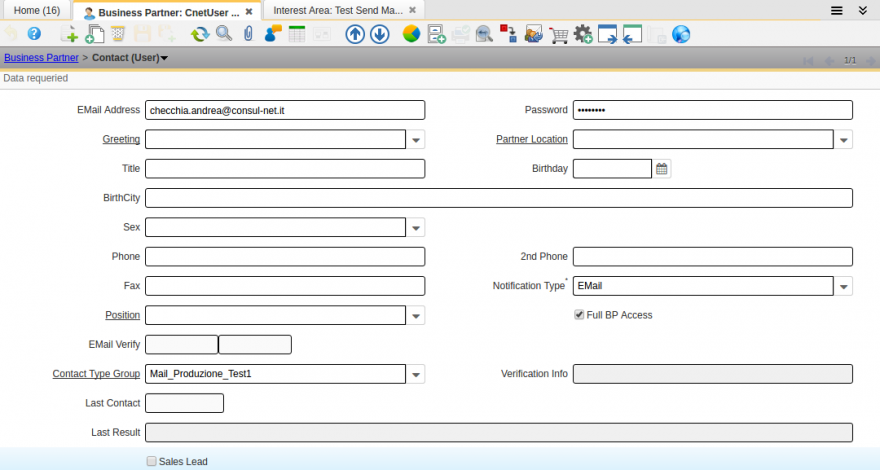 Home (16)
Business Partner: CnetUser ...
Interest Area: Test Send Ma...
Business Partner > Contact (User)
1/1
Data requeried
EMail Address checchia.andrea@consul-net.it Password ••••••••
Greeting Partner Location
Title Birthday
BirthCity
Sex
Phone 2nd Phone
Fax Notification Type* EMail
Position Full BP Access
EMail Verify
Contact Type Group Mail_Produzione_Test1 Verification Info
Last Contact
Last Result
Sales Lead